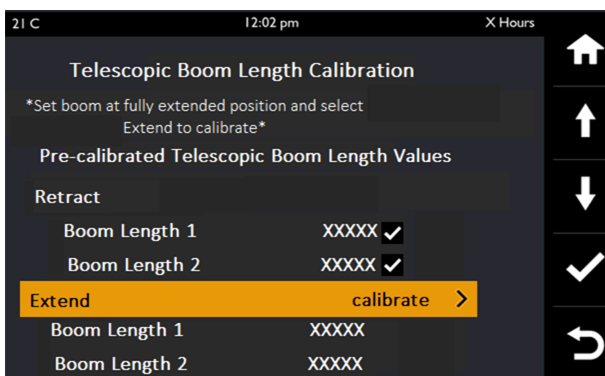 21 C 12:02 pm X Hours
Telescopic Boom Length Calibration
*Set boom at fully extended position and select
Extend to calibrate*
Pre-calibrated Telescopic Boom Length Values
Retract
Boom Length 1 XXXXX
Boom Length 2 XXXXX
Extend calibrate >
Boom Length 1 XXXXX
Boom Length 2 XXXXX